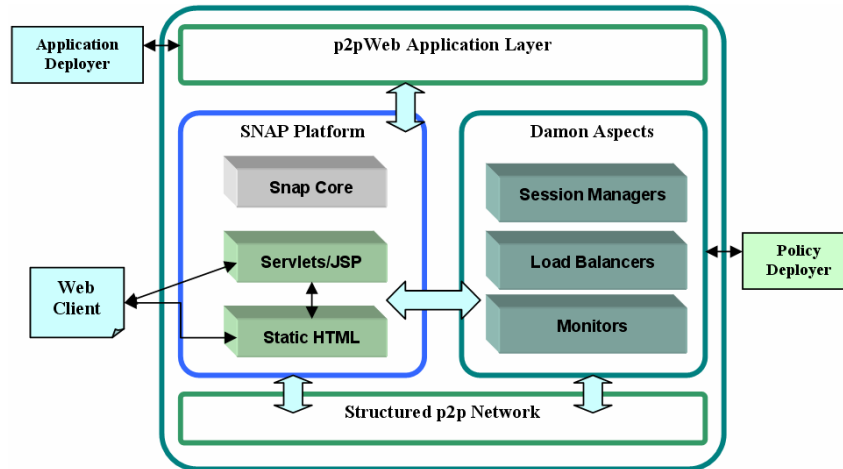 Application
Deployer
p2pWeb Application Layer
SNAP Platform
Snap Core
Servlets/JSP
Static HTML
Damon Aspects
Session Managers
Load Balancers
Monitors
Web
Client
Policy
Deployer
Structured p2p Network